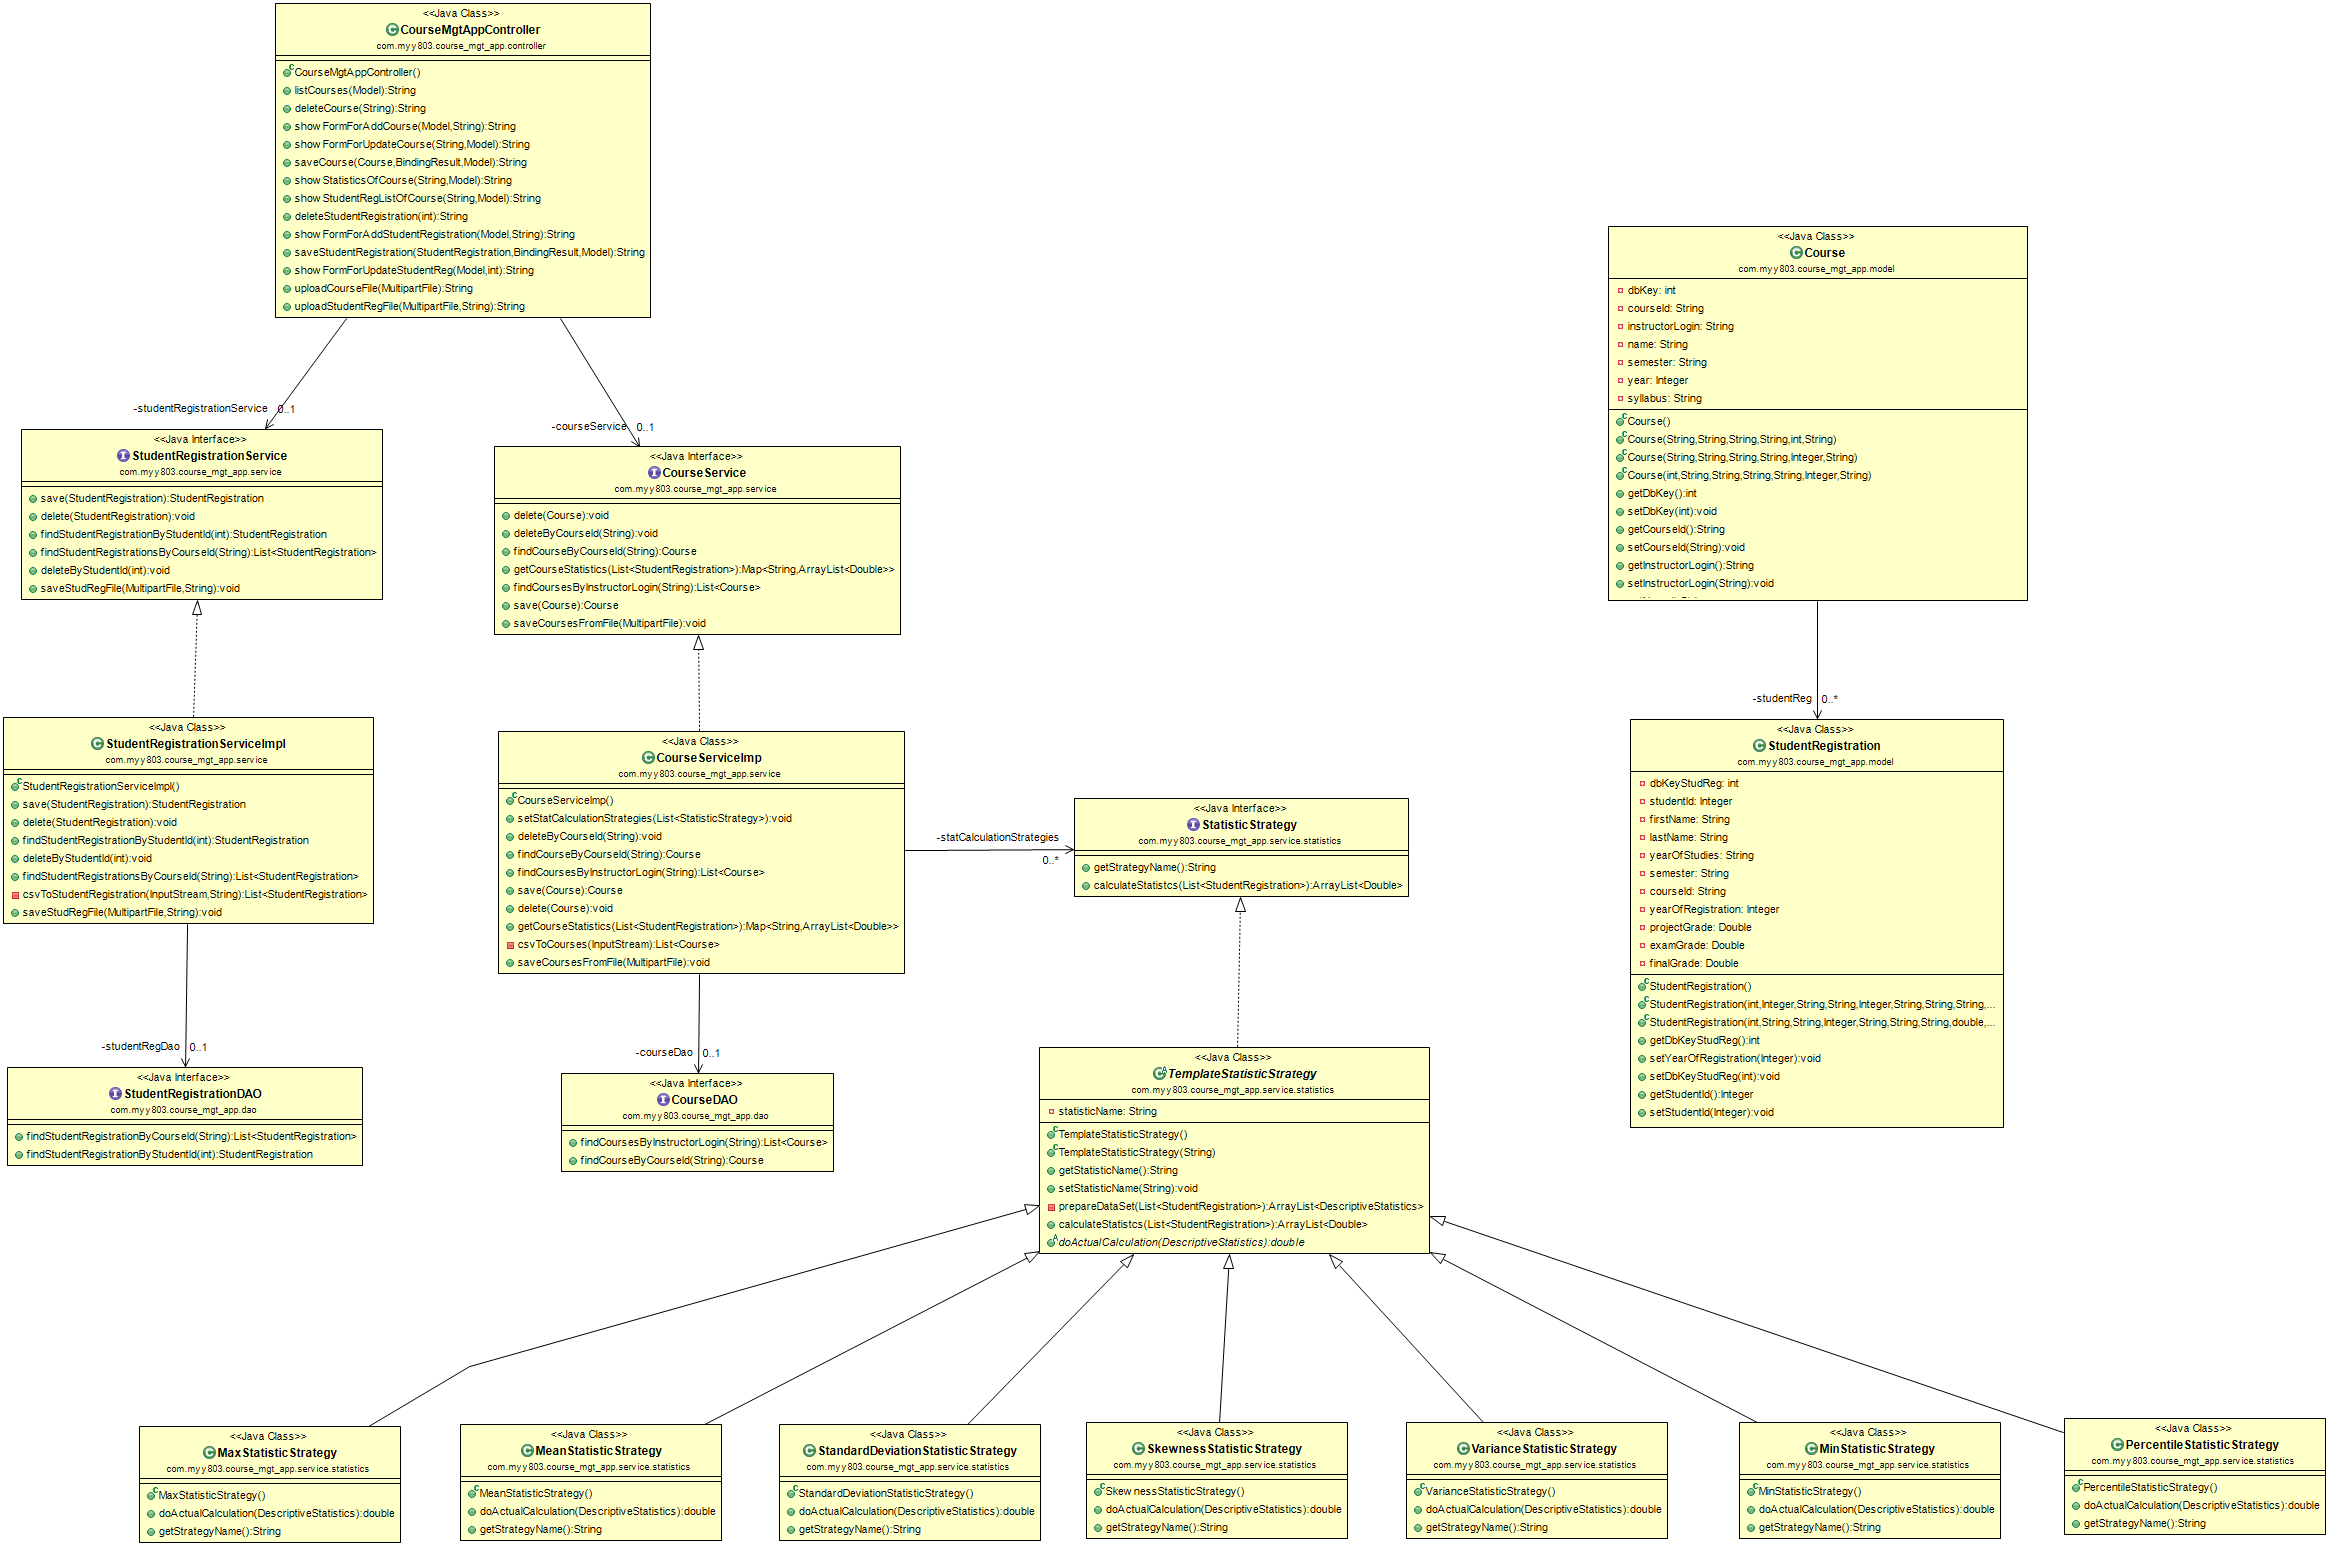 <<Java Class>>
CourseMgtAppController
com.myy803.course_mgt_app.controller
CourseMgtAppController()
listCourses(Model):String
deleteCourse(String):String
showFormForAddCourse(Model,String):String
showFormForUpdateCourse(String,Model):String
saveCourse(Course,BindingResult,Model):String
showStatisticsOfCourse(String,Model):String
showStudentRegListOfCourse(String,Model):String
deleteStudentRegistration(int):String
showFormForAddStudentRegistration(Model,String):String
saveStudentRegistration(StudentRegistration,BindingResult,Model):String
showFormForUpdateStudentReg(Model,int):String
uploadCourseFile(MultipartFile):String
uploadStudentRegFile(MultipartFile,String):String
-studentRegistrationService 0..1
-courseService 0..1
<<Java Interface>>
StudentRegistrationService
com.myy803.course_mgt_app.service
save(StudentRegistration):StudentRegistration
delete(StudentRegistration):void
findStudentRegistrationByStudentId(int):StudentRegistration
findStudentRegistrationsByCourseId(String):List<StudentRegistration>
deleteByStudentId(int):void
saveStudRegFile(MultipartFile,String):void
<<Java Interface>>
CourseService
com.myy803.course_mgt_app.service
delete(Course):void
deleteByCourseId(String):void
findCourseByCourseId(String):Course
getCourseStatistics(List<StudentRegistration>):Map<String,ArrayList<Double>>
findCoursesByInstructorLogin(String):List<Course>
save(Course):Course
saveCoursesFromFile(MultipartFile):void
<<Java Class>>
Course
com.myy803.course_mgt_app.model
dbKey: int
courseId: String
instructorLogin: String
name: String
semester: String
year: Integer
syllabus: String
Course()
Course(String,String,String,String,int,String)
Course(String,String,String,String,Integer,String)
Course(int,String,String,String,String,Integer,String)
getDbKey():int
setDbKey(int):void
getCourseId():String
setCourseId(String):void
getInstructorLogin():String
setInstructorLogin(String):void
-studentReg 0..*
<<Java Class>>
StudentRegistrationServiceImpl
com.myy803.course_mgt_app.service
StudentRegistrationServiceImpl()
save(StudentRegistration):StudentRegistration
delete(StudentRegistration):void
findStudentRegistrationByStudentId(int):StudentRegistration
deleteByStudentId(int):void
findStudentRegistrationsByCourseId(String):List<StudentRegistration>
csvToStudentRegistration(InputStream,String):List<StudentRegistration>
saveStudRegFile(MultipartFile,String):void
<<Java Class>>
CourseServiceImp
com.myy803.course_mgt_app.service
CourseServiceImp()
setStatCalculationStrategies(List<StatisticStrategy>):void
deleteByCourseId(String):void
findCourseByCourseId(String):Course
findCoursesByInstructorLogin(String):List<Course>
save(Course):Course
delete(Course):void
getCourseStatistics(List<StudentRegistration>):Map<String,ArrayList<Double>>
csvToCourses(InputStream):List<Course>
saveCoursesFromFile(MultipartFile):void
-statCalculationStrategies
0..*
<<Java Interface>>
StatisticStrategy
com.myy803.course_mgt_app.service.statistics
getStrategyName():String
calculateStatistcs(List<StudentRegistration>):ArrayList<Double>
<<Java Class>>
StudentRegistration
com.myy803.course_mgt_app.model
dbKeyStudReg: int
studentId: Integer
firstName: String
lastName: String
yearOfStudies: String
semester: String
courseId: String
yearOfRegistration: Integer
projectGrade: Double
examGrade: Double
finalGrade: Double
StudentRegistration()
StudentRegistration(int,Integer,String,String,Integer,String,String,String,...
StudentRegistration(int,String,String,Integer,String,String,String,double,...
getDbKeyStudReg():int
setYearOfRegistration(Integer):void
setDbKeyStudReg(int):void
getStudentId():Integer
setStudentId(Integer):void
-studentRegDao 0..1
-courseDao 0..1
<<Java Interface>>
StudentRegistrationDAO
com.myy803.course_mgt_app.dao
findStudentRegistrationByCourseId(String):List<StudentRegistration>
findStudentRegistrationByStudentId(int):StudentRegistration
<<Java Interface>>
CourseDAO
com.myy803.course_mgt_app.dao
findCoursesByInstructorLogin(String):List<Course>
findCourseByCourseId(String):Course
<<Java Class>>
TemplateStatisticStrategy
com.myy803.course_mgt_app.service.statistics
statisticName: String
TemplateStatisticStrategy()
TemplateStatisticStrategy(String)
getStatisticName():String
setStatisticName(String):void
prepareDataSet(List<StudentRegistration>):ArrayList<DescriptiveStatistics>
calculateStatistcs(List<StudentRegistration>):ArrayList<Double>
doActualCalculation(DescriptiveStatistics):double
<<Java Class>>
MaxStatisticStrategy
com.myy803.course_mgt_app.service.statistics
MaxStatisticStrategy()
doActualCalculation(DescriptiveStatistics):double
getStrategyName():String
<<Java Class>>
MeanStatisticStrategy
com.myy803.course_mgt_app.service.statistics
MeanStatisticStrategy()
doActualCalculation(DescriptiveStatistics):double
getStrategyName():String
<<Java Class>>
StandardDeviationStatisticStrategy
com.myy803.course_mgt_app.service.statistics
StandardDeviationStatisticStrategy()
doActualCalculation(DescriptiveStatistics):double
getStrategyName():String
<<Java Class>>
SkewnessStatisticStrategy
com.myy803.course_mgt_app.service.statistics
SkewnessStatisticStrategy()
doActualCalculation(DescriptiveStatistics):double
getStrategyName():String
<<Java Class>>
VarianceStatisticStrategy
com.myy803.course_mgt_app.service.statistics
VarianceStatisticStrategy()
doActualCalculation(DescriptiveStatistics):double
getStrategyName():String
<<Java Class>>
MinStatisticStrategy
com.myy803.course_mgt_app.service.statistics
MinStatisticStrategy()
doActualCalculation(DescriptiveStatistics):double
getStrategyName():String
<<Java Class>>
PercentileStatisticStrategy
com.myy803.course_mgt_app.service.statistics
PercentileStatisticStrategy()
doActualCalculation(DescriptiveStatistics):double
getStrategyName():String